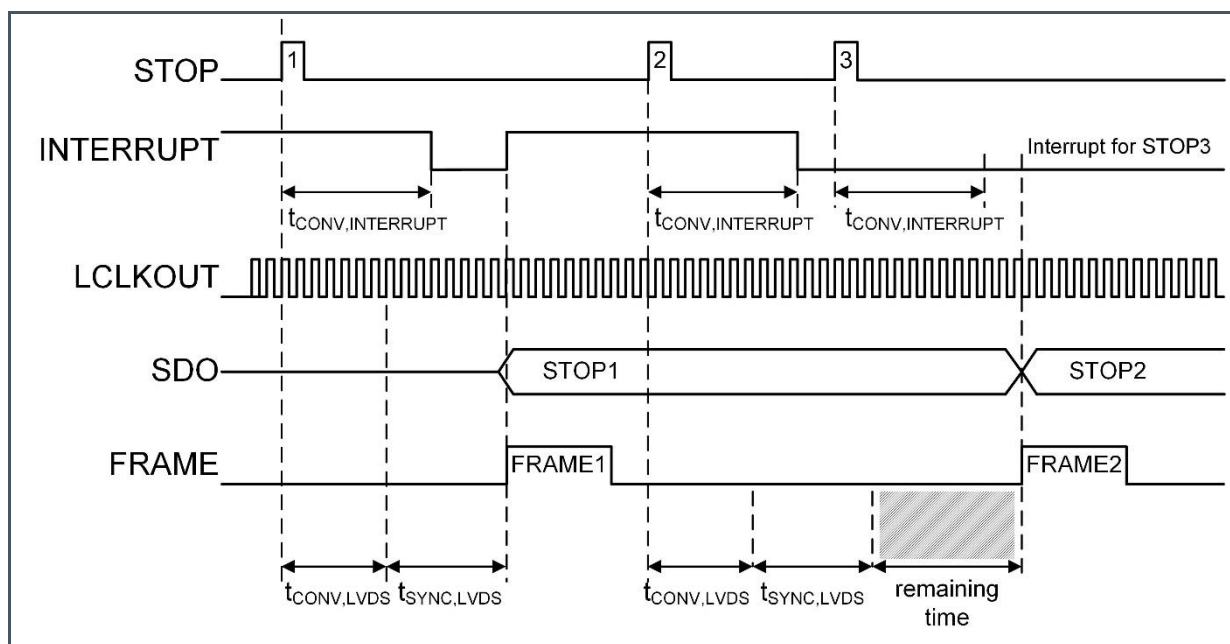 STOP
1
2
3
INTERRUPT
Interrupt for STOP3
tCONV,INTERRUPT
tCONV,INTERRUPT
tCONV,INTERRUPT
LCLKOUT
SDO
STOP1
STOP2
FRAME
FRAME1
FRAME2
tCONV,LVDS
tSYNC,LVDS
tCONV,LVDS
tSYNC,LVDS
remaining
time